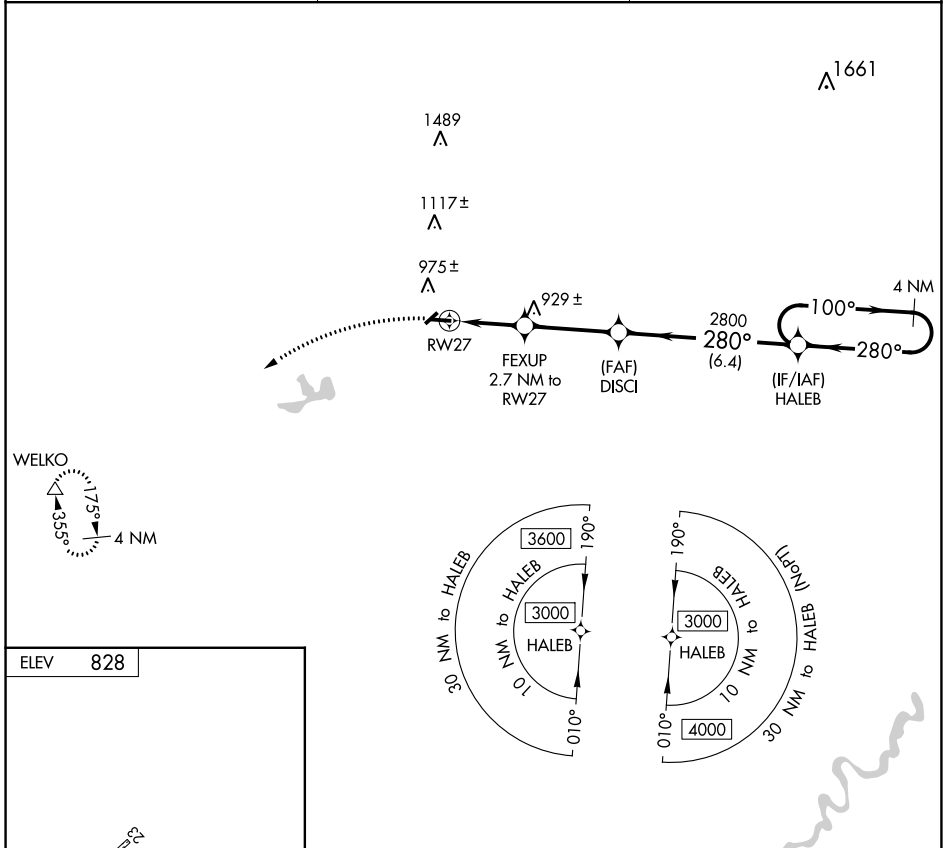 1661
1489
1117±
975±
929±
RW27
FEXUP
2.7 NM to
RW27
(FAF)
DISCI
2800
280°
(6.4)
(IF/IAF)
HALEB
100°
280°
4 NM
WELKO
175°
355°
4 NM
30 NM to HALEB
3600
190°
10 NM to HALEB
3000
HALEB
010°
190°
3000
HALEB
10 NM to HALEB
30 NM to HALEB (NoPT)
010°
4000
ELEV 828
23